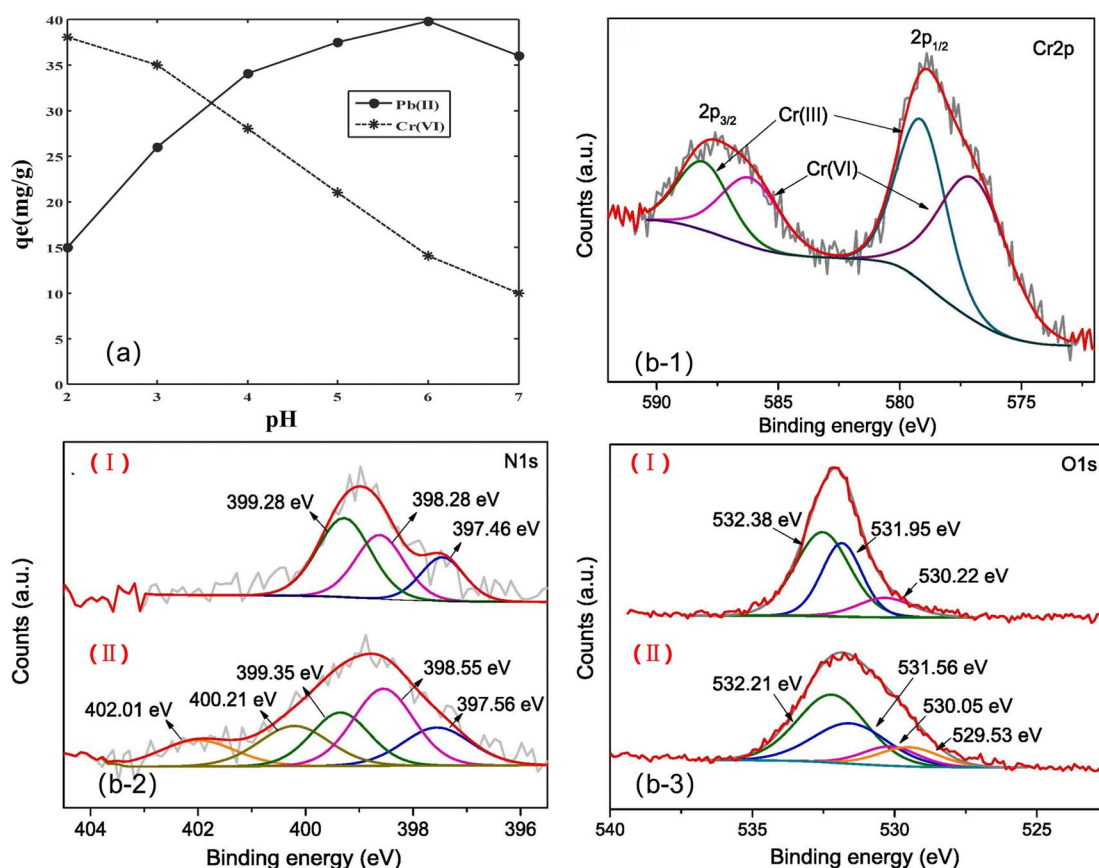 40
35
30
25
20
15
10
5
0
qe(mg/g)
Pb(II)
Cr(VI)
(a)
2 3 4 5 6 7
pH
2p1/2
Cr2p
2p3/2
Cr(III)
Cr(VI)
Counts (a.u.)
(b-1)
590 585 580 575
Binding energy (eV)
(I)
N1s
399.28 eV
398.28 eV
397.46 eV
Counts (a.u.)
(II)
399.35 eV
398.55 eV
400.21 eV
397.56 eV
402.01 eV
(b-2)
404 402 400 398 396
Binding energy (eV)
(I)
O1s
532.38 eV
531.95 eV
530.22 eV
Counts (a.u.)
(II)
531.56 eV
532.21 eV
530.05 eV
529.53 eV
(b-3)
540 535 530 525
Binding energy (eV)